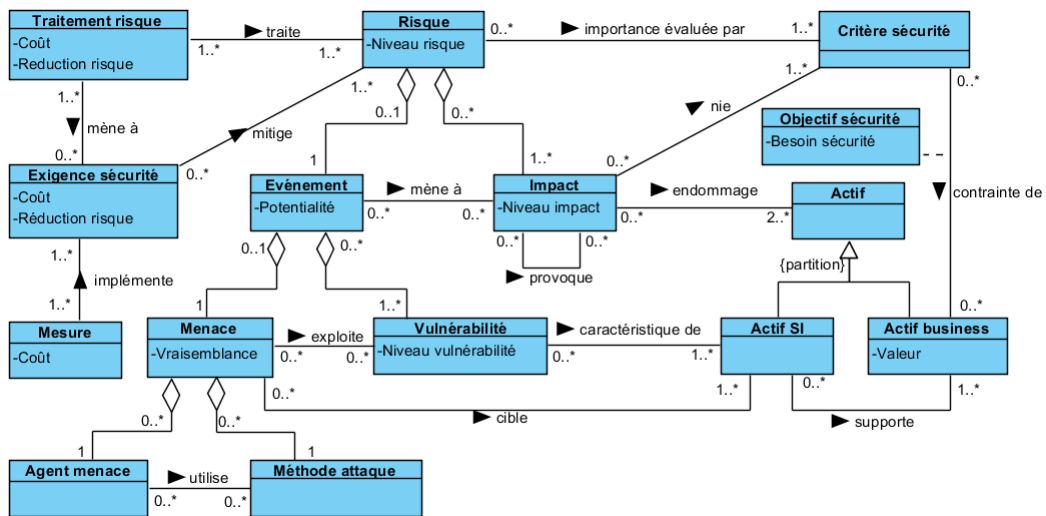 Traitement risque
-Coût
-Reduction risque
1..*
traite
1..*
Risque
-Niveau risque
0..*
importance évaluée par
1..*
Critère sécurité
1..*
mène à
0..*
0..*
mitige
1..*
0..1
0..*
1..*
nie
0..*
0..*
Objectif sécurité
-Besoin sécurité
contrainte de
0..*
Exigence sécurité
-Coût
-Réduction risque
1
Evénement
-Potentialité
0..*
mène à
0..*
1..*
Impact
-Niveau impact
0..*
endommage
2..*
Actif
0..1
0..*
0..*
0..*
provoque
{partition}
1..*
implémente
1..*
Mesure
-Coût
1
Menace
-Vraisemblance
0..*
exploite
0..*
1..*
Vulnérabilité
-Niveau vulnérabilité
0..*
caractéristique de
1..*
Actif SI
Actif business
-Valeur
0..*
cible
1..*
0..*
supporte
1..*
0..*
0..*
1
1
Agent menace
0..*
utilise
0..*
Méthode attaque